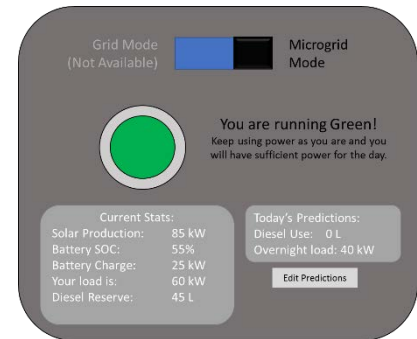 Grid Mode
(Not Available)
Microgrid
Mode
You are running Green!
Keep using power as you are and you
will have sufficient power for the day.
Current Stats:
Solar Production: 85 kW
Battery SOC: 55%
Battery Charge: 25 kW
Your load is: 60 kW
Diesel Reserve: 45 L
Today's Predictions:
Diesel Use: 0 L
Overnight load: 40 kW
Edit Predictions